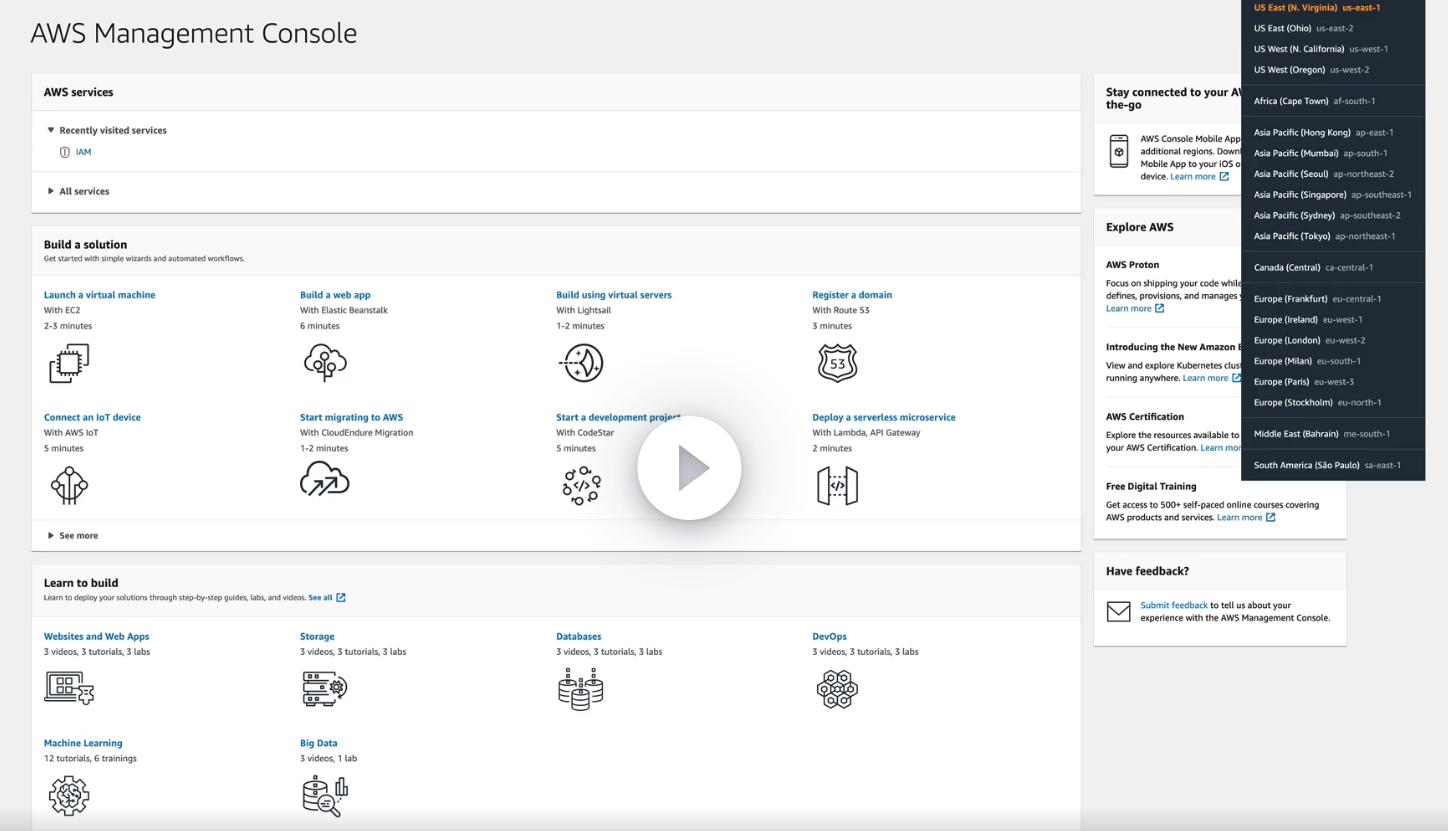 AWS Management Console
AWS services
Recently visited services
IAM
All services
Build a solution
Get started with simple wizards and automated workflows.
Launch a virtual machine
With EC2
2-3 minutes
Build a web app
With Elastic Beanstalk
6 minutes
Build using virtual servers
With Lightsail
1-2 minutes
Register a domain
With Route 53
3 minutes
53
Connect an IoT device
With AWS IoT
5 minutes
Start migrating to AWS
With CloudEndure Migration
1-2 minutes
Start a development project
With CodeStar
5 minutes
Deploy a serverless microservice
With Lambda, API Gateway
2 minutes
See more
Learn to build
Learn to deploy your solutions through step-by-step guides, labs, and videos. See all
Websites and Web Apps
3 videos, 3 tutorials, 3 labs
Storage
3 videos, 3 tutorials, 3 labs
Databases
3 videos, 3 tutorials, 3 labs
DevOps
3 videos, 3 tutorials, 3 labs
Machine Learning
12 tutorials, 6 trainings
Big Data
3 videos, 1 lab
Stay connected to your
the-go
AWS Console Mobile App
additional regions.
Mobile App to your iOS
device. Learn more
Explore AWS
AWS Proton
Focus on shipping your code while
defines, provisions, and manages
Learn more
Introducing the New Amazon
View and explore Kubernetes
running anywhere. Learn more
AWS Certification
Explore the resources available to
your AWS Certification. Learn
Free Digital Training
Get access to 500+ self-paced online courses covering
AWS products and services. Learn more
Have feedback?
Submit feedback to tell us about your
experience with the AWS Management Console.
US East (N. Virginia) us-east-1
US East (Ohio) us-east-2
US West (N. California) us-west-1
US West (Oregon) us-west-2
Africa (Cape Town) af-south-1
Asia Pacific (Hong Kong) ap-east-1
Asia Pacific (Mumbai) ap-south-1
Asia Pacific (Seoul) ap-northeast-2
Asia Pacific (Singapore) ap-southeast-1
Asia Pacific (Sydney) ap-southeast-2
Asia Pacific (Tokyo) ap-northeast-1
Canada (Central) ca-central-1
Europe (Frankfurt) eu-central-1
Europe (Ireland) eu-west-1
Europe (London) eu-west-2
Europe (Milan) eu-south-1
Europe (Paris) eu-west-3
Europe (Stockholm) eu-north-1
Middle East (Bahrain) me-south-1
South America (São Paulo) sa-east-1